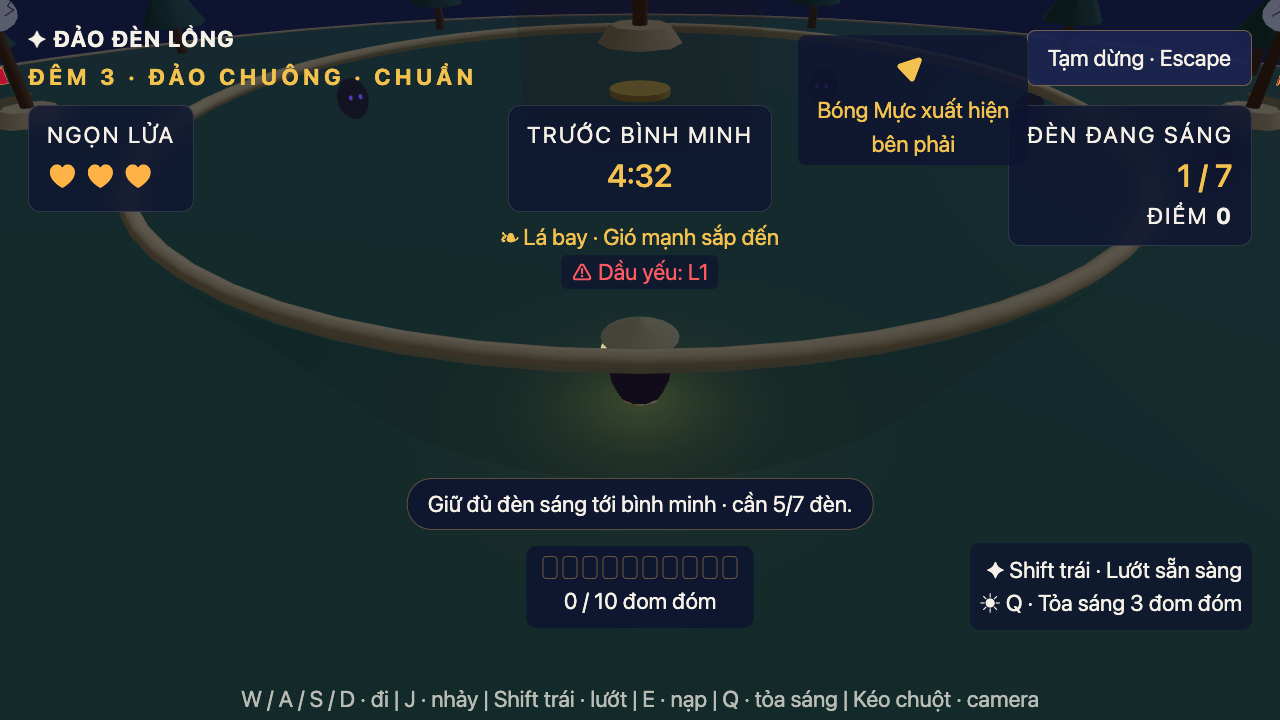 ✦ ĐẢO ĐÈN LỒNG
ĐÊM 3 · ĐẢO CHUÔNG · CHUẨN
Tạm dừng · Escape
NGỌN LỬA
TRƯỚC BÌNH MINH
4:32
Bóng Mực xuất hiện
bên phải
ĐÈN ĐANG SÁNG
1 / 7
ĐIỂM 0
❧ Lá bay · Gió mạnh sắp đến
⚠ Dầu yếu: L1
Giữ đủ đèn sáng tới bình minh · cần 5/7 đèn.
0 / 10 đom đóm
✦ Shift trái · Lướt sẵn sàng
☀ Q · Tỏa sáng 3 đom đóm
W / A / S / D · đi | J · nhảy | Shift trái · lướt | E · nạp | Q · tỏa sáng | Kéo chuột · camera